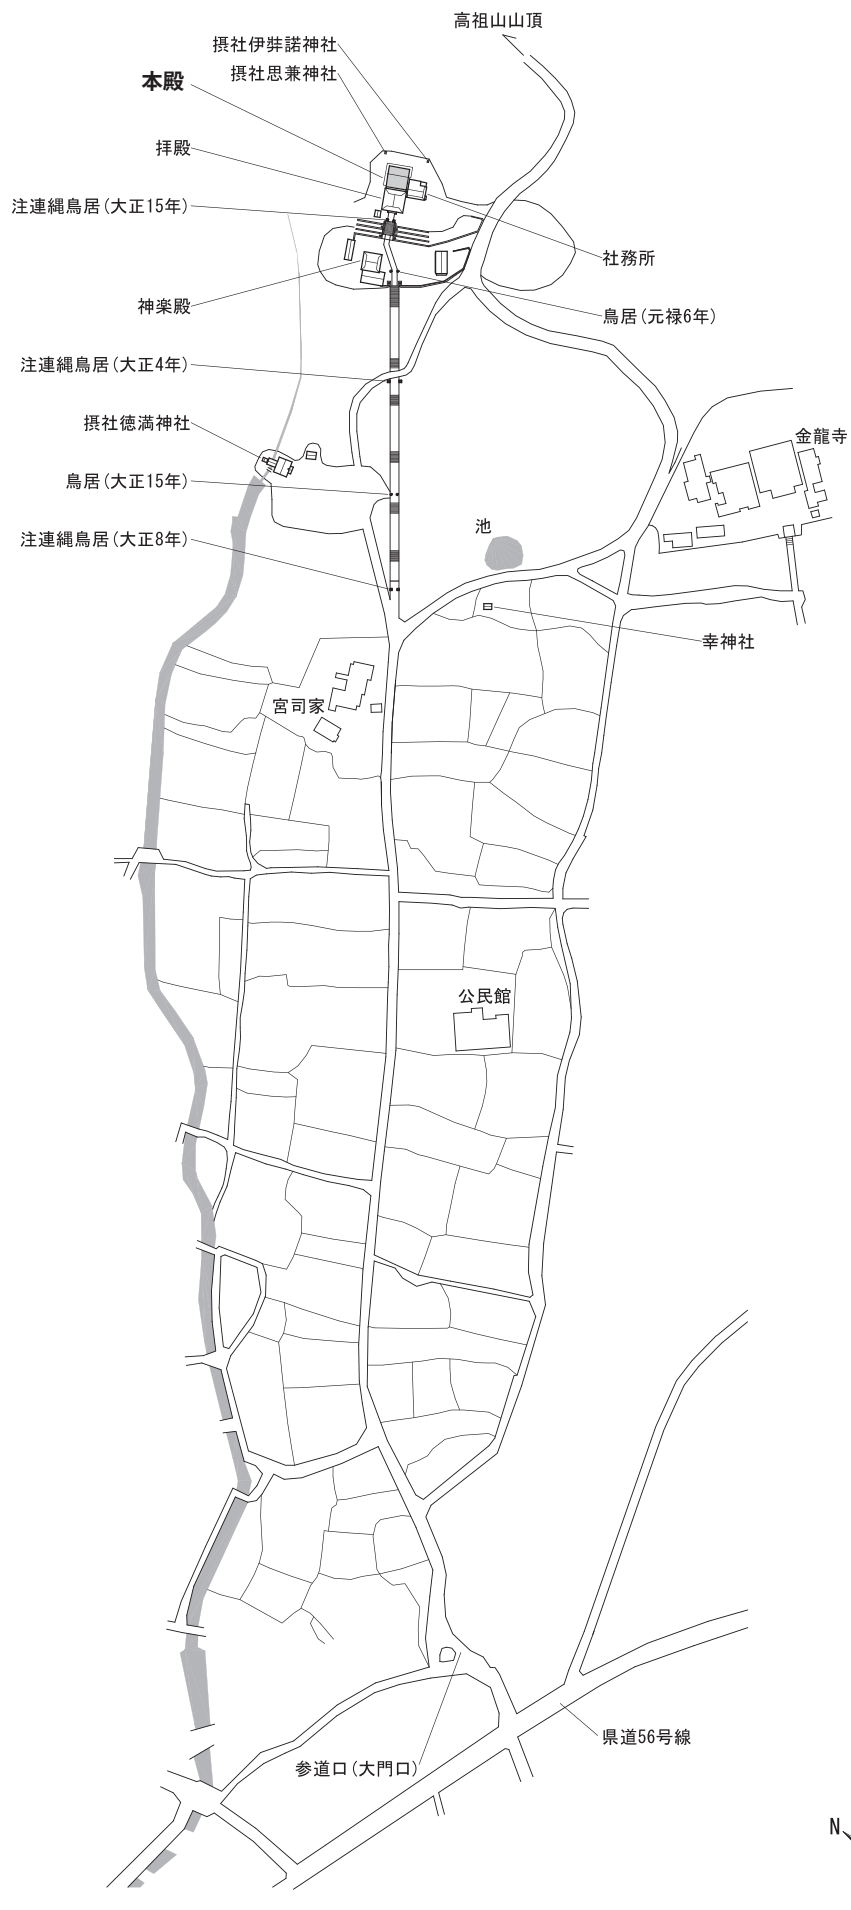 高祖山山頂
摂社伊弉諾神社
摂社思兼神社
本殿
拝殿
注連縄鳥居(大正15年)
社務所
神楽殿
鳥居(元禄6年)
注連縄鳥居(大正4年)
摂社徳満神社
金龍寺
鳥居(大正15年)
池
注連縄鳥居(大正8年)
幸神社
宮司家
公民館
県道56号線
参道口(大門口)
N